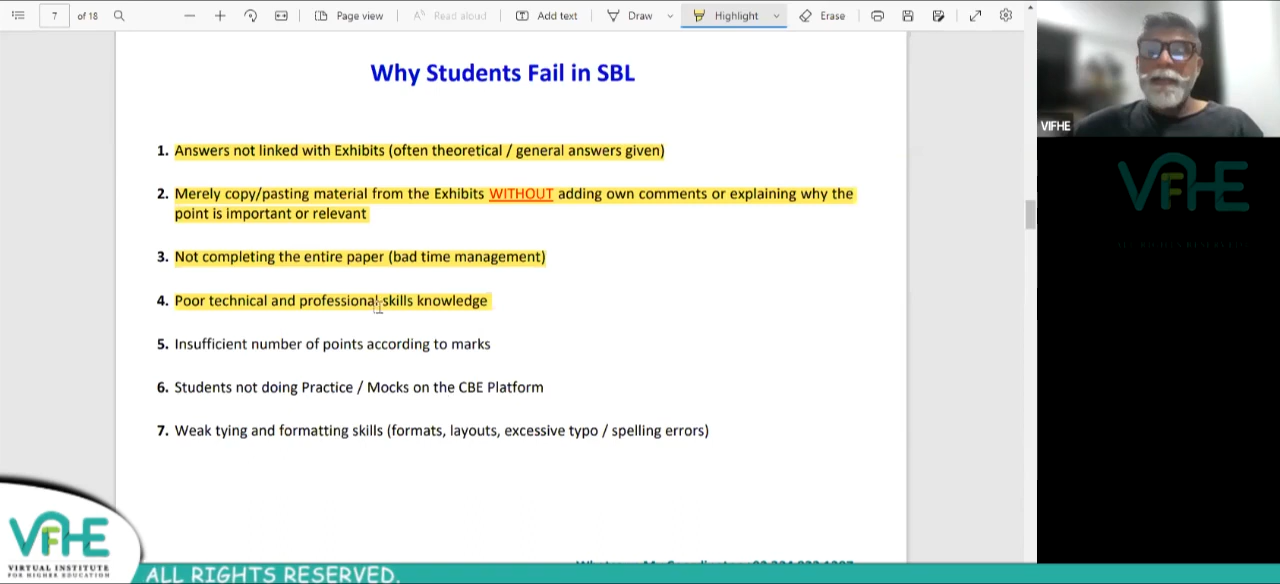 7 of 18
Page view
Read aloud
Add text
Draw
Highlight
Erase
Why Students Fail in SBL
1. Answers not linked with Exhibits (often theoretical / general answers given)
2. Merely copy/pasting material from the Exhibits WITHOUT adding own comments or explaining why the
point is important or relevant
3. Not completing the entire paper (bad time management)
4. Poor technical and professional skills knowledge
5. Insufficient number of points according to marks
6. Students not doing Practice / Mocks on the CBE Platform
7. Weak tying and formatting skills (formats, layouts, excessive typo / spelling errors)
VIFHE
VFHE
ALL RIGHTS RESERVED
VFHE
VIRTUAL INSTITUTE
FOR HIGHER EDUCATION
ALL RIGHTS RESERVED.